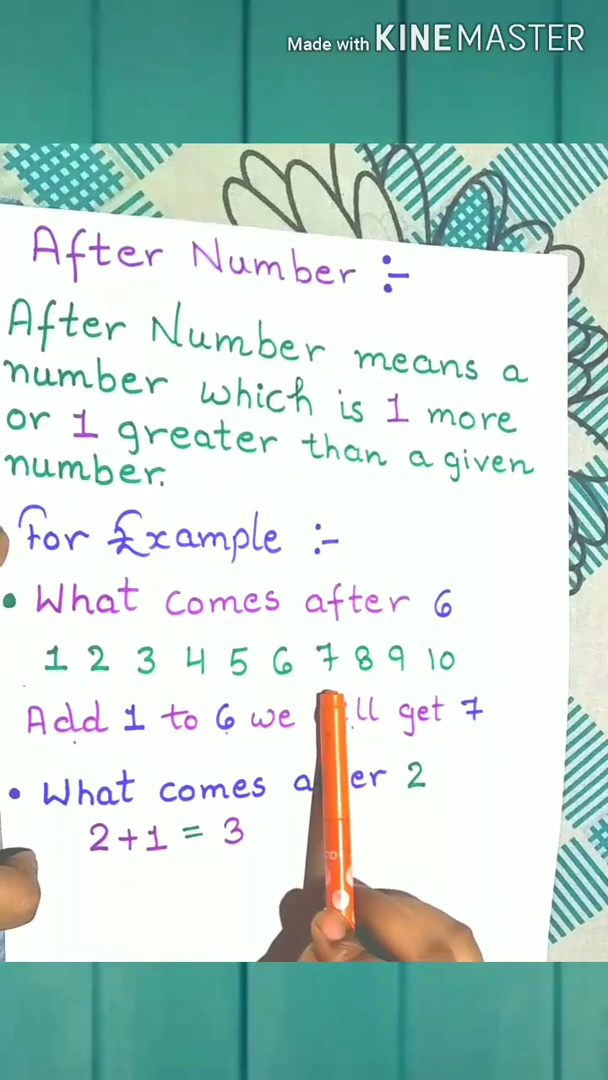 Made with KINEMASTER
After Number :-
After Number means a
number which is 1 more
or 1 greater than a given
number.
For Example :-
• What comes after 6
1 2 3 4 5 6 7 8 9 10
Add 1 to 6 we get 7
• What comes 2
2+1 = 3